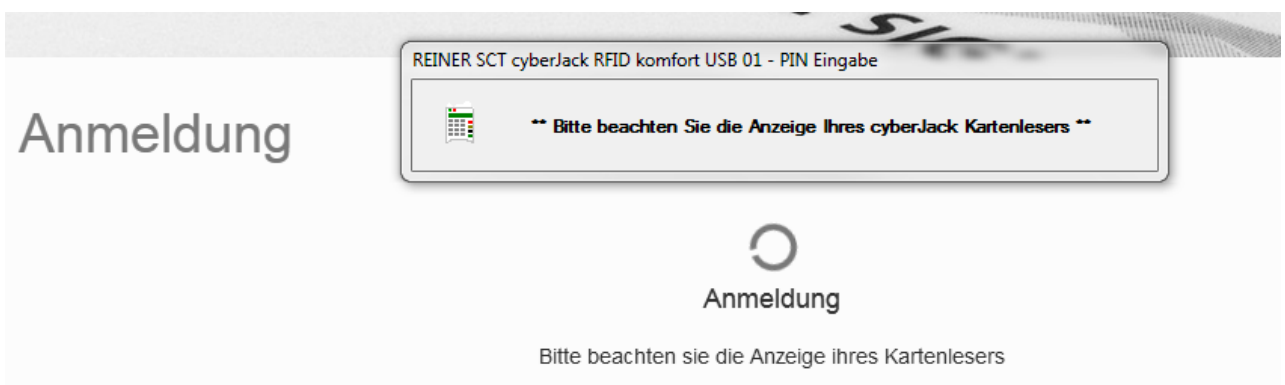 REINER SCT cyberJack RFID komfort USB 01 - PIN Eingabe
** Bitte beachten Sie die Anzeige Ihres cyberJack Kartenlesers **
Anmeldung
Anmeldung
Bitte beachten sie die Anzeige ihres Kartenlesers